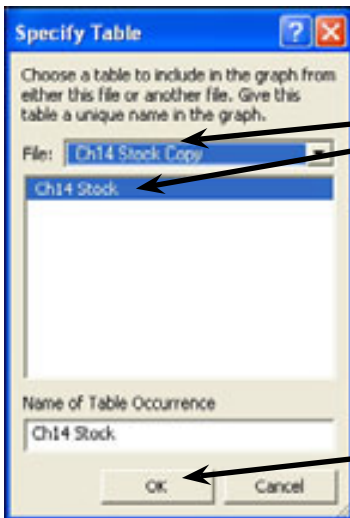 Specify Table
Choose a table to include in the graph from
either this file or another file. Give this
table a unique name in the graph.
File: Ch14 Stock Copy
Ch14 Stock
Name of Table Occurrence
Ch14 Stock
OK Cancel